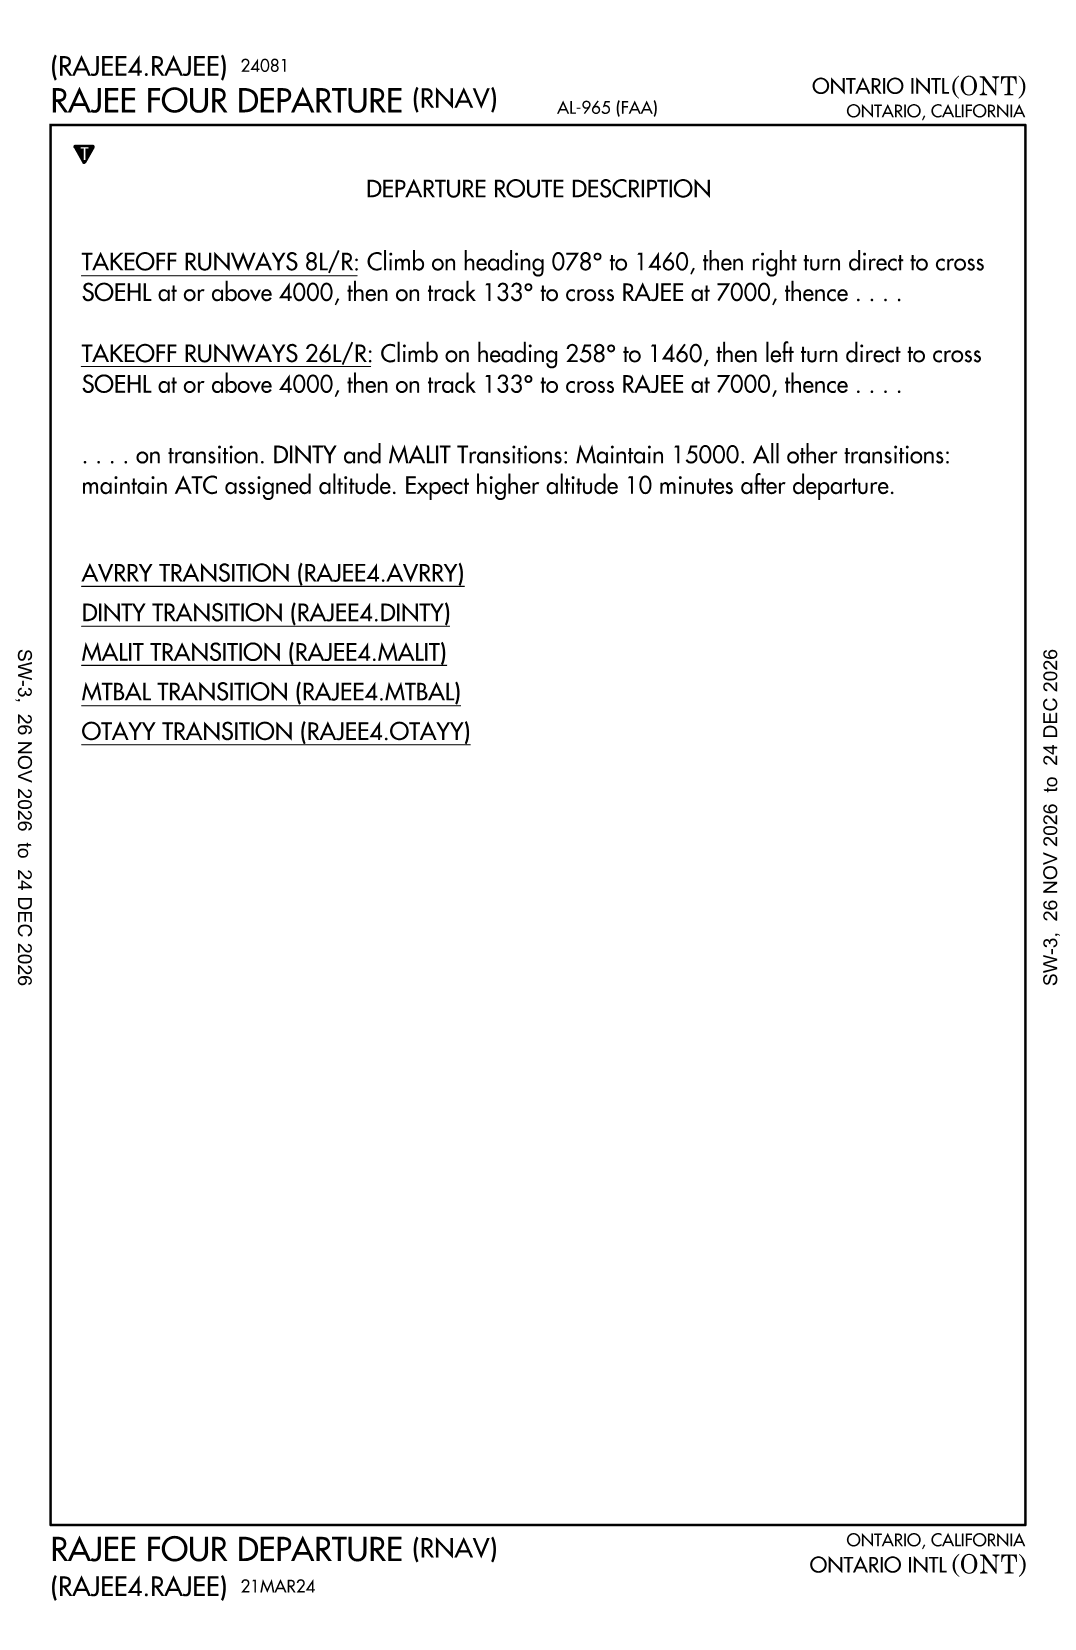 (RAJEE4.RAJEE) 24081
RAJEE FOUR DEPARTURE (RNAV)
AL-965 (FAA)
ONTARIO INTL (ONT)
ONTARIO, CALIFORNIA
T
DEPARTURE ROUTE DESCRIPTION
TAKEOFF RUNWAYS 8L/R: Climb on heading 078° to 1460, then right turn direct to cross
SOEHL at or above 4000, then on track 133° to cross RAJEE at 7000, thence . . . .
TAKEOFF RUNWAYS 26L/R: Climb on heading 258° to 1460, then left turn direct to cross
SOEHL at or above 4000, then on track 133° to cross RAJEE at 7000, thence . . . .
. . . . on transition. DINTY and MALIT Transitions: Maintain 15000. All other transitions:
maintain ATC assigned altitude. Expect higher altitude 10 minutes after departure.
AVRRY TRANSITION (RAJEE4.AVRRY)
DINTY TRANSITION (RAJEE4.DINTY)
MALIT TRANSITION (RAJEE4.MALIT)
MTBAL TRANSITION (RAJEE4.MTBAL)
OTAYY TRANSITION (RAJEE4.OTAYY)
SW-3, 26 NOV 2026 to 24 DEC 2026
SW-3, 26 NOV 2026 to 24 DEC 2026
RAJEE FOUR DEPARTURE (RNAV)
(RAJEE4.RAJEE) 21MAR24
ONTARIO, CALIFORNIA
ONTARIO INTL (ONT)